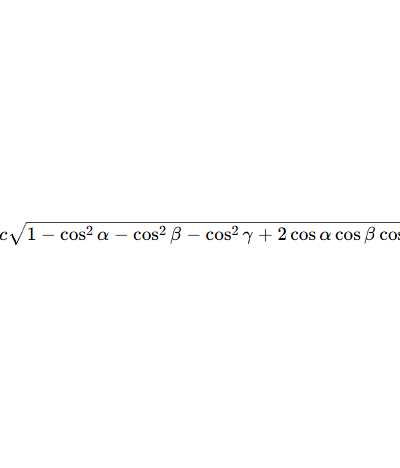 c√1 − cos² α − cos² β − cos² γ + 2 cos α cos β cos